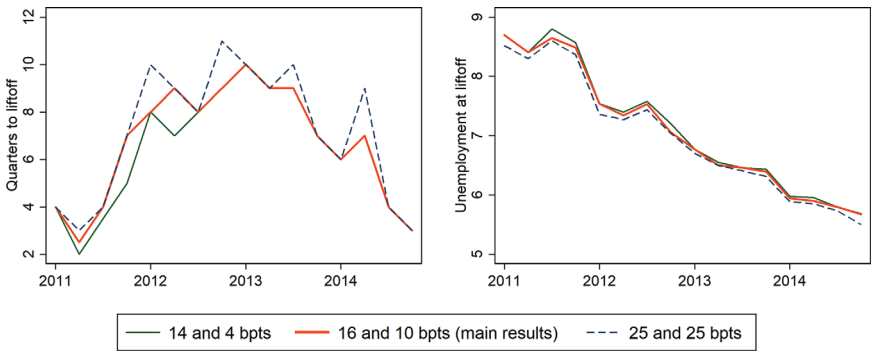 Quarters to liftoff
12
10
8
6
4
2
2011 2012 2013 2014
Unemployment at liftoff
9
8
7
6
5
2011 2012 2013 2014
14 and 4 bpts 16 and 10 bpts (main results) 25 and 25 bpts